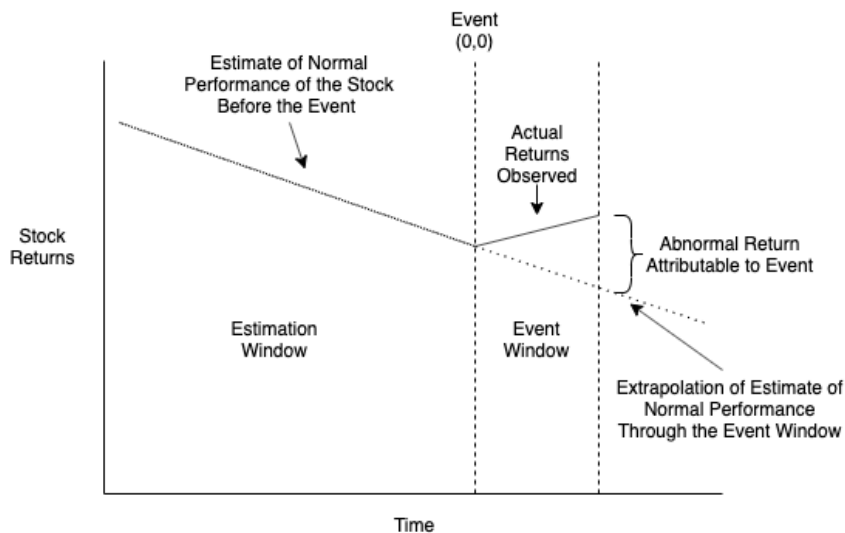 Event
(0,0)
Estimate of Normal
Performance of the Stock
Before the Event
Actual
Returns
Observed
Stock
Returns
Abnormal Return
Attributable to Event
Estimation
Window
Event
Window
Extrapolation of Estimate of
Normal Performance
Through the Event Window
Time